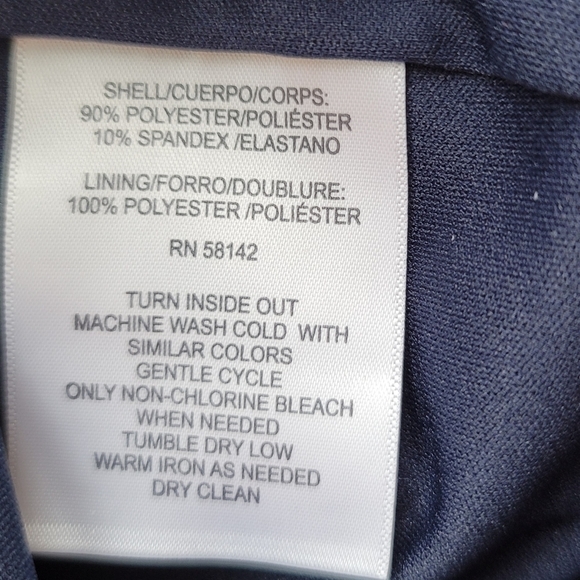 SHELL/CUERPO/CORPS:
90% POLYESTER/POLIÉSTER
10% SPANDEX /ELASTANO
LINING/FORRO/DOUBLURE:
100% POLYESTER /POLIÉSTER
RN 58142
TURN INSIDE OUT
MACHINE WASH COLD WITH
SIMILAR COLORS
GENTLE CYCLE
ONLY NON-CHLORINE BLEACH
WHEN NEEDED
TUMBLE DRY LOW
WARM IRON AS NEEDED
DRY CLEAN